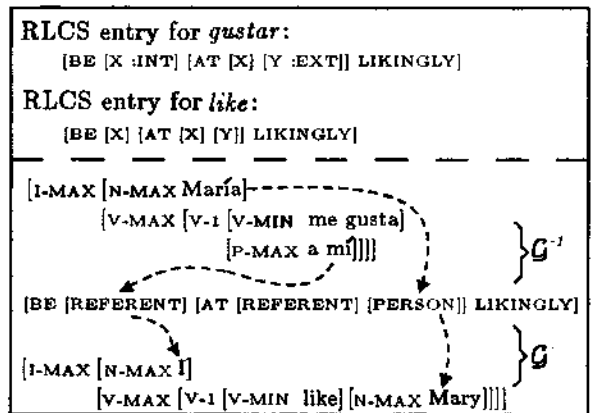 RLCS entry for gustar:
[BE [X :INT] [AT [X] [Y :EXT]] LIKINGLY]
RLCS entry for like:
[BE [X] [AT [X] [Y]] LIKINGLY]
[I-MAX [N-MAX María]
[V-MAX [V-1 [V-MIN me gusta]
[P-MAX a mí]]]]
G⁻¹
[BE [REFERENT] [AT [REFERENT] [PERSON]] LIKINGLY]
G
[I-MAX [N-MAX I]
[V-MAX [V-1 [V-MIN like] [N-MAX Mary]]]]